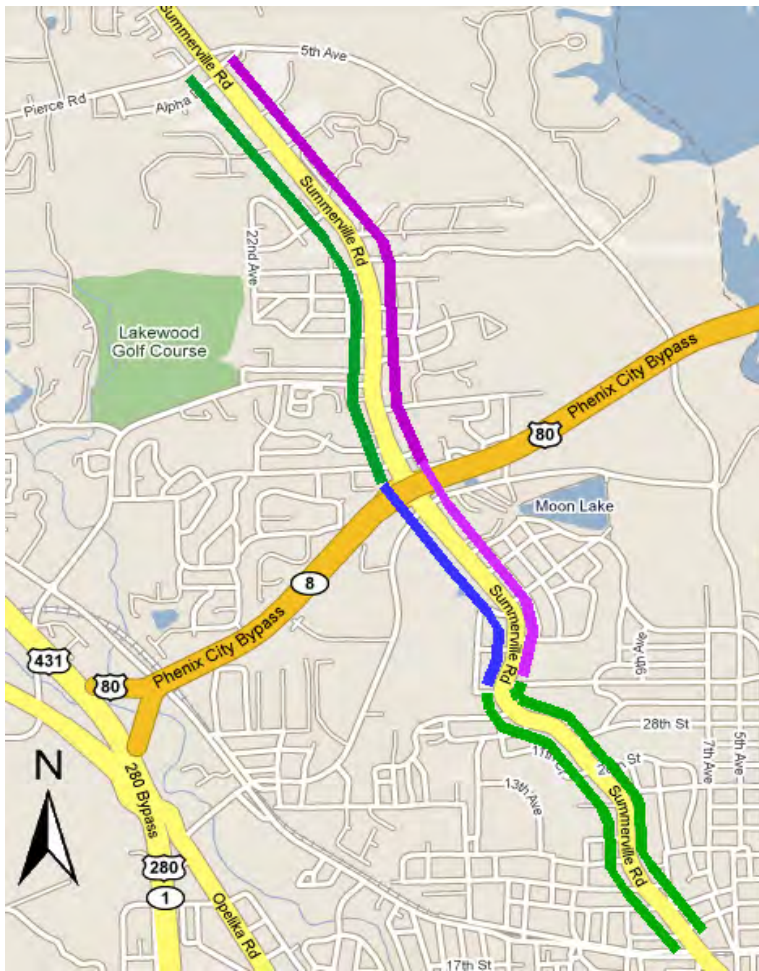 Summerville Rd
5th Ave
Pierce Rd
Alpha
Summerville Rd
22nd Ave
Lakewood
Golf Course
Phenix City Bypass
80
Moon Lake
8
Summerville Rd
9th Ave
431
80
Phenix City Bypass
28th St
7th Ave
5th Ave
N
280 Bypass
13th Ave
Summerville Rd
280
1
Opelika Rd
17th St